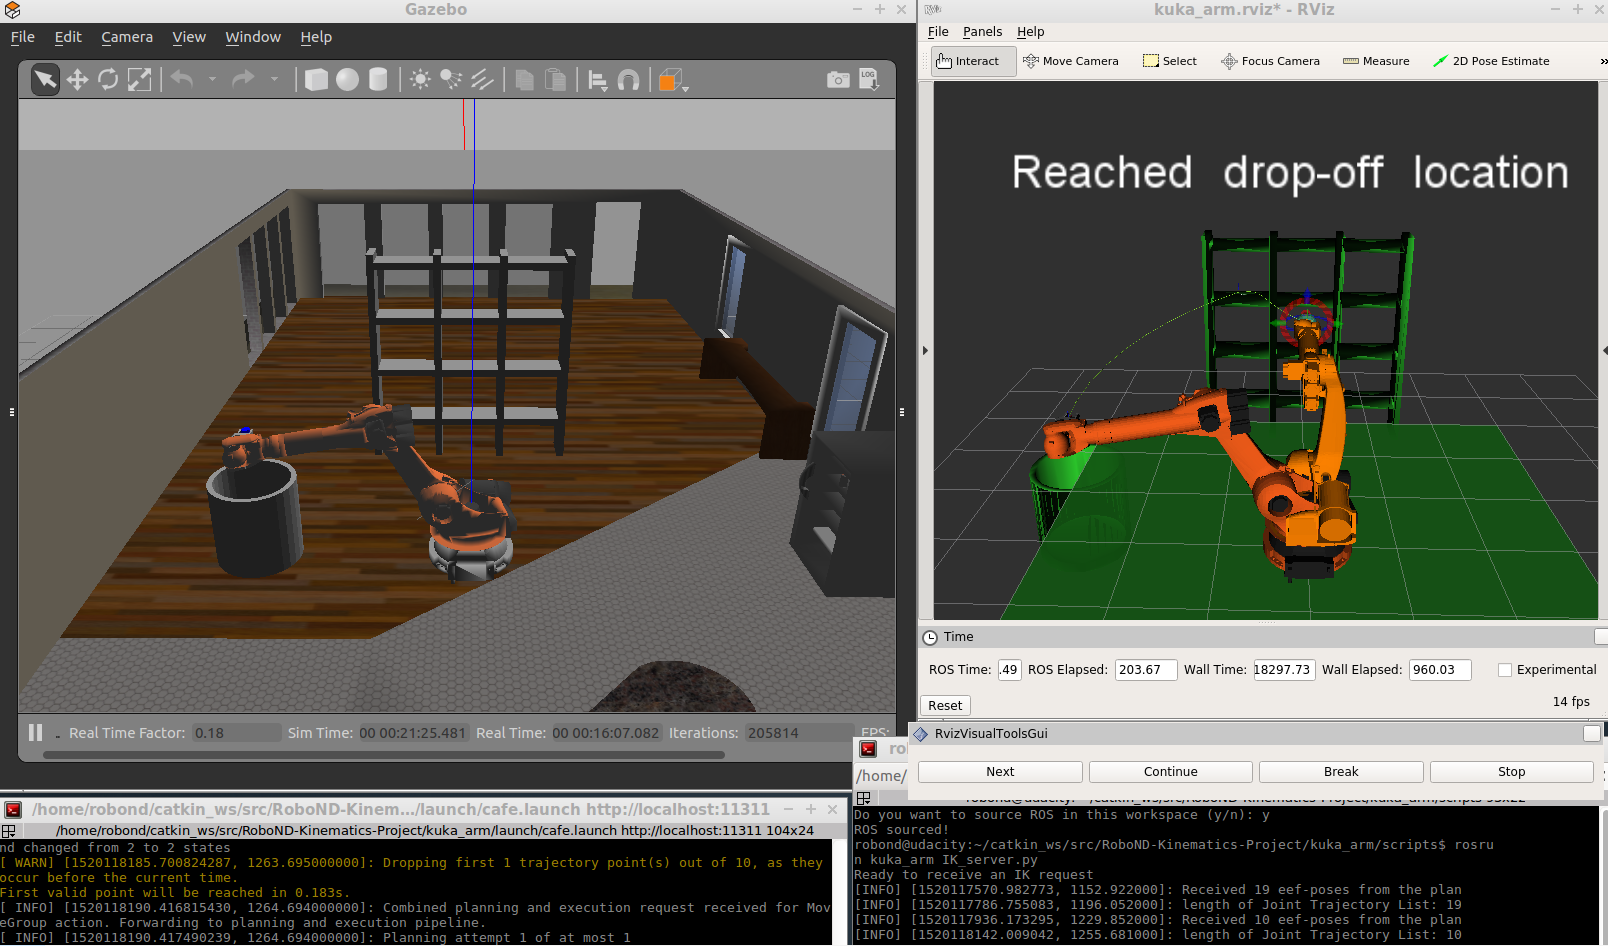 Gazebo
File Edit Camera View Window Help
LOG
Real Time Factor: 0.18 Sim Time: 00 00:21:25.481 Real Time: 00 00:16:07.082 Iterations: 205814 FPS:
kuka_arm.rviz* - RViz
File Panels Help
Interact Move Camera Select Focus Camera Measure 2D Pose Estimate »
Reached drop-off location
Time
ROS Time: .49 ROS Elapsed: 203.67 Wall Time: 18297.73 Wall Elapsed: 960.03 Experimental
Reset 14 fps
RvizVisualToolsGui
Next Continue Break Stop
/home/robond/catkin_ws/src/RoboND-Kinem.../launch/cafe.launch http://localhost:11311
/home/robond/catkin_ws/src/RoboND-Kinematics-Project/kuka_arm/launch/cafe.launch http://localhost:11311 104x24
nd changed from 2 to 2 states
[ WARN] [1520118185.700824287, 1263.695000000]: Dropping first 1 trajectory point(s) out of 10, as they
occur before the current time.
First valid point will be reached in 0.183s.
[ INFO] [1520118190.416815430, 1264.694000000]: Combined planning and execution request received for Mov
eGroup action. Forwarding to planning and execution pipeline.
[ INFO] [1520118190.417490239, 1264.694000000]: Planning attempt 1 of at most 1
ro
/home/
Do you want to source ROS in this workspace (y/n): y
ROS sourced!
robond@udacity:~/catkin_ws/src/RoboND-Kinematics-Project/kuka_arm/scripts$ rosru
n kuka_arm IK_server.py
Ready to receive an IK request
[INFO] [1520117570.982773, 1152.922000]: Received 19 eef-poses from the plan
[INFO] [1520117786.755083, 1196.052000]: length of Joint Trajectory List: 19
[INFO] [1520117936.173295, 1229.852000]: Received 10 eef-poses from the plan
[INFO] [1520118142.009042, 1255.681000]: length of Joint Trajectory List: 10